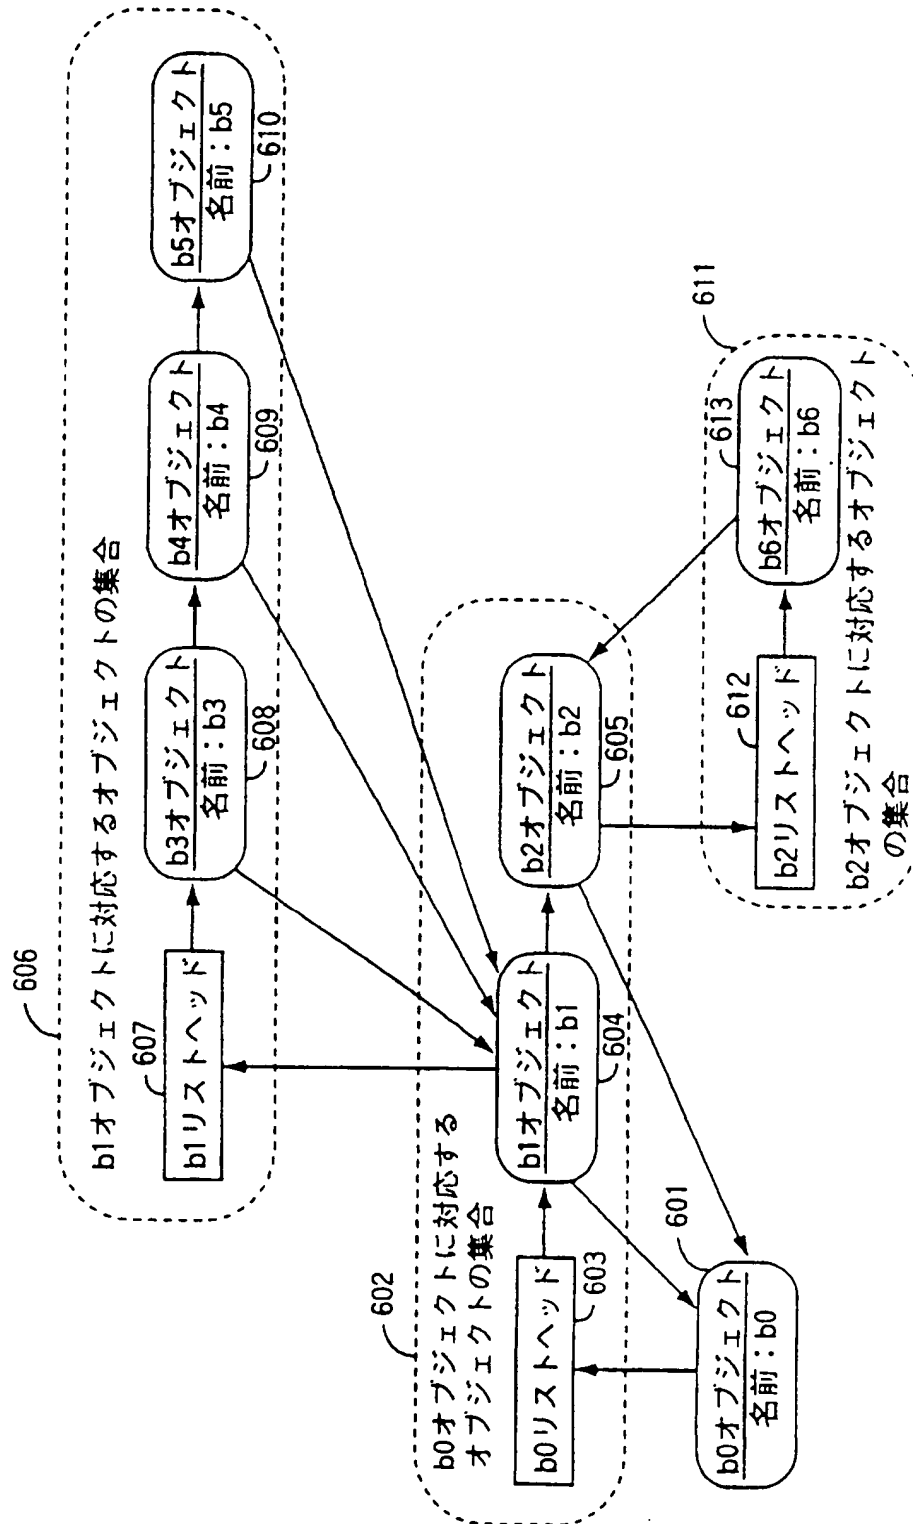 606
b1オブジェクトに対応するオブジェクトの集合
607
b1リストヘッド
b3オブジェクト
名前：b3
608
b4オブジェクト
名前：b4
609
b5オブジェクト
名前：b5
610
602
b0オブジェクトに対応する
オブジェクトの集合
b0リストヘッド
603
b1オブジェクト
名前：b1
604
b2オブジェクト
名前：b2
605
601
b0オブジェクト
名前：b0
611
612
b2リストヘッド
613
b6オブジェクト
名前：b6
b2オブジェクトに対応するオブジェクト
の集合